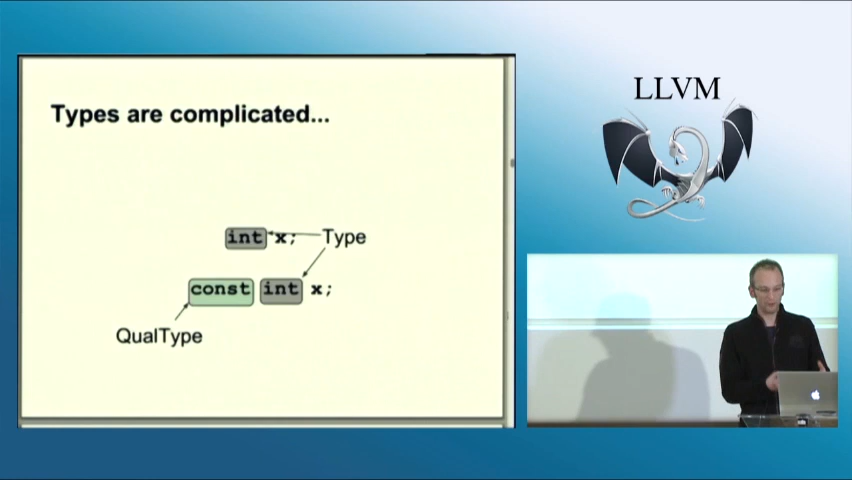 Types are complicated...
int x; Type
const int x;
QualType
LLVM